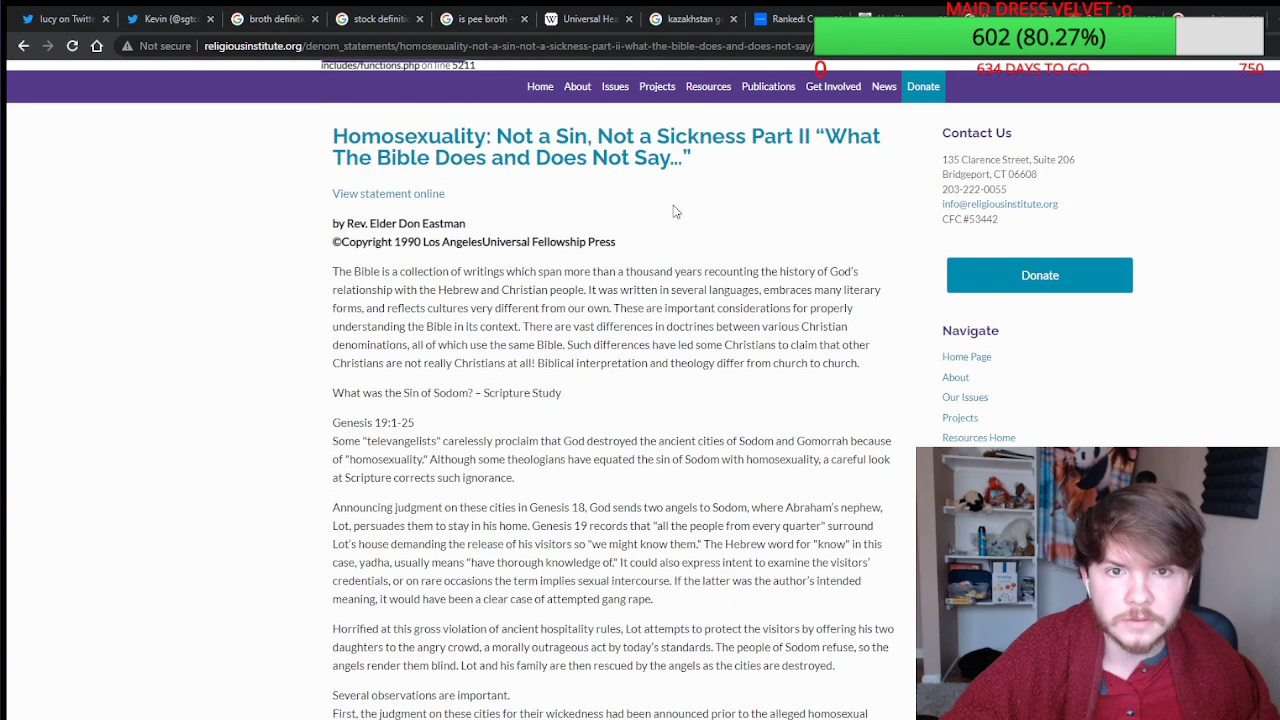 lucy on Twitte
Kevin (@sgto
broth definiti
stock definiti
is pee broth -
Universal Hea
kazakhstan g
Ranked: Co
MAID DRESS VELVET :o
602 (80.27%)
0
634 DAYS TO GO
750
Not secure
religiousinstitute.org/denom_statements/homosexuality-not-a-sin-not-a-sickness-part-ii-what-the-bible-does-and-does-not-say/
includes/functions.php on line 5211
Home About Issues Projects Resources Publications Get Involved News Donate
Homosexuality: Not a Sin, Not a Sickness Part II “What
The Bible Does and Does Not Say…”
View statement online
by Rev. Elder Don Eastman
©Copyright 1990 Los AngelesUniversal Fellowship Press
The Bible is a collection of writings which span more than a thousand years recounting the history of God’s
relationship with the Hebrew and Christian people. It was written in several languages, embraces many literary
forms, and reflects cultures very different from our own. These are important considerations for properly
understanding the Bible in its context. There are vast differences in doctrines between various Christian
denominations, all of which use the same Bible. Such differences have led some Christians to claim that other
Christians are not really Christians at all! Biblical interpretation and theology differ from church to church.
What was the Sin of Sodom? – Scripture Study
Genesis 19:1-25
Some "televangelists" carelessly proclaim that God destroyed the ancient cities of Sodom and Gomorrah because
of "homosexuality." Although some theologians have equated the sin of Sodom with homosexuality, a careful look
at Scripture corrects such ignorance.
Announcing judgment on these cities in Genesis 18, God sends two angels to Sodom, where Abraham’s nephew,
Lot, persuades them to stay in his home. Genesis 19 records that "all the people from every quarter" surround
Lot’s house demanding the release of his visitors so "we might know them." The Hebrew word for "know" in this
case, yadha, usually means "have thorough knowledge of." It could also express intent to examine the visitors’
credentials, or on rare occasions the term implies sexual intercourse. If the latter was the author’s intended
meaning, it would have been a clear case of attempted gang rape.
Horrified at this gross violation of ancient hospitality rules, Lot attempts to protect the visitors by offering his two
daughters to the angry crowd, a morally outrageous act by today’s standards. The people of Sodom refuse, so the
angels render them blind. Lot and his family are then rescued by the angels as the cities are destroyed.
Several observations are important.
First, the judgment on these cities for their wickedness had been announced prior to the alleged homosexual
Contact Us
135 Clarence Street, Suite 206
Bridgeport, CT 06608
203-222-0055
info@religiousinstitute.org
CFC #53442
Donate
Navigate
Home Page
About
Our Issues
Projects
Resources Home